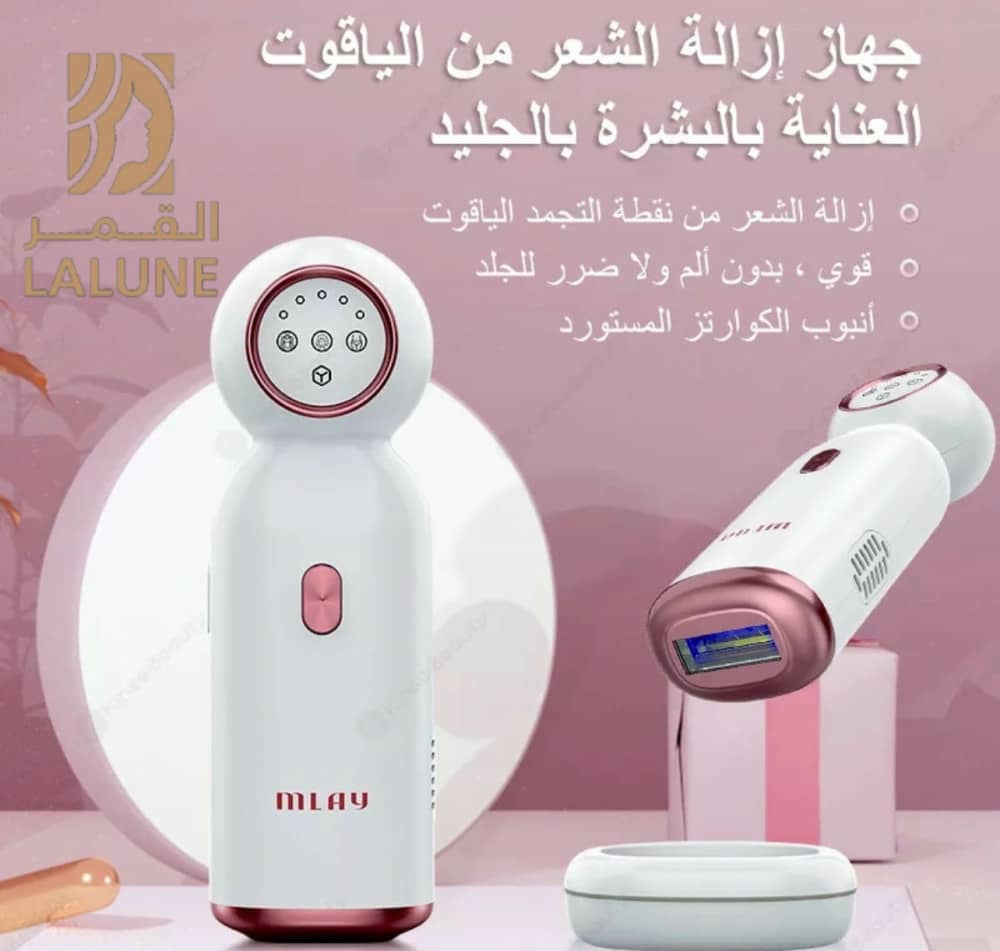 جهاز إزالة الشعر من الياقوت
العناية بالبشرة بالجليد
إزالة الشعر من نقطة التجمد الياقوت
قوي ، بدون ألم ولا ضرر للجلد
أنبوب الكوارتز المستورد
القمر
LALUNE
MLAY
MLAY